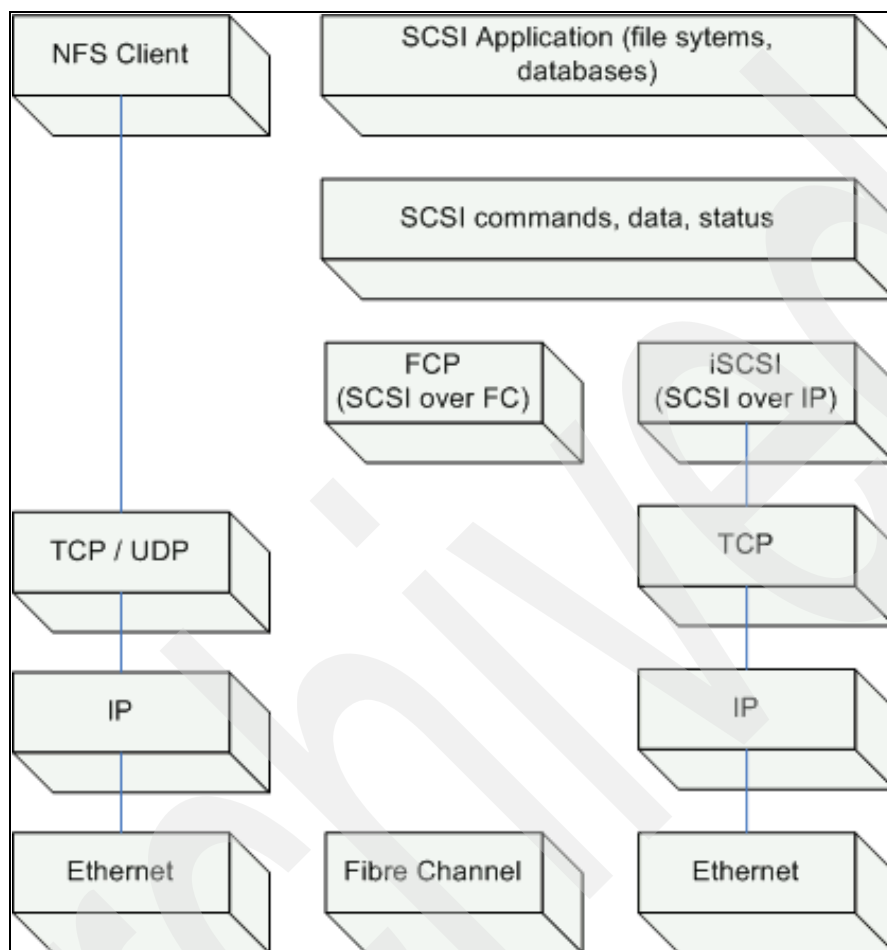 NFS Client
SCSI Application (file sytems,
databases)
SCSI commands, data, status
FCP
(SCSI over FC)
iSCSI
(SCSI over IP)
TCP / UDP
TCP
IP
IP
Ethernet
Fibre Channel
Ethernet